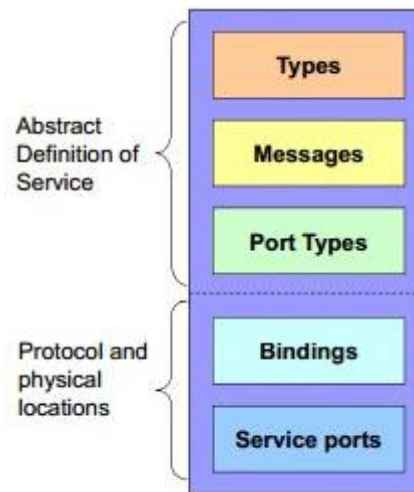 Types
Abstract
Definition of
Service
Messages
Port Types
Protocol and
physical
locations
Bindings
Service ports